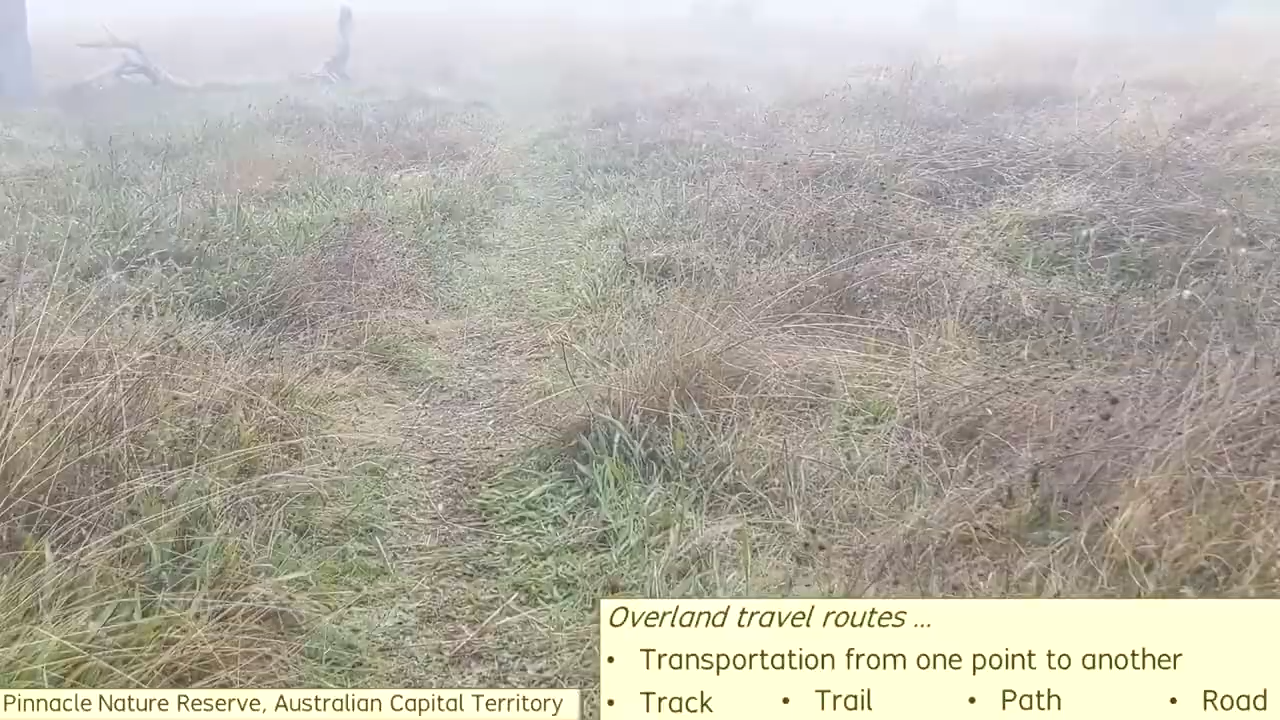 Overland travel routes ...
• Transportation from one point to another
• Track • Trail • Path • Road
Pinnacle Nature Reserve, Australian Capital Territory